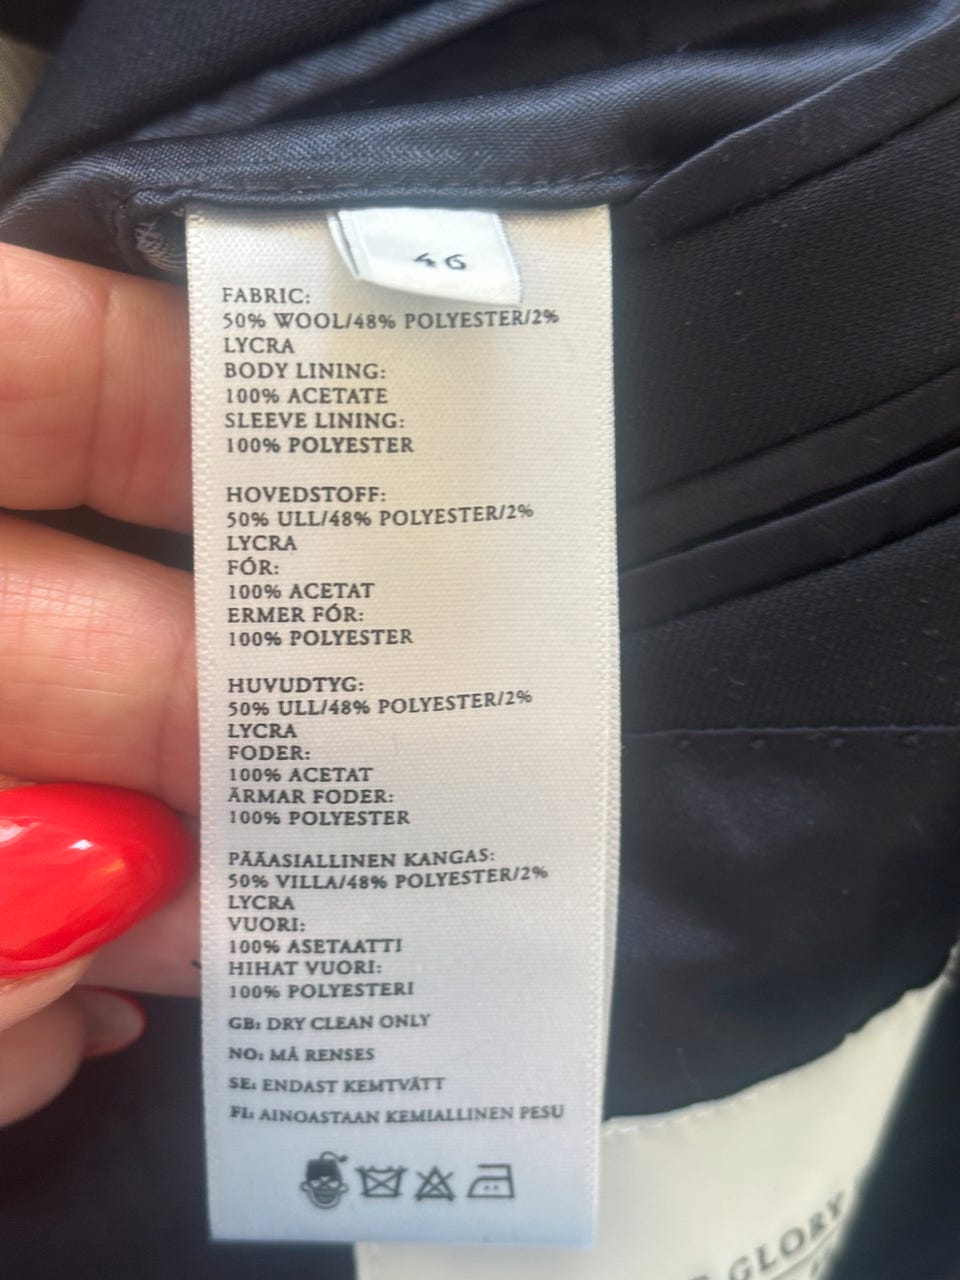 46
FABRIC:
50% WOOL/48% POLYESTER/2%
LYCRA
BODY LINING:
100% ACETATE
SLEEVE LINING:
100% POLYESTER
HOVEDSTOFF:
50% ULL/48% POLYESTER/2%
LYCRA
FÓR:
100% ACETAT
ERMER FÓR:
100% POLYESTER
HUVUDTYG:
50% ULL/48% POLYESTER/2%
LYCRA
FODER:
100% ACETAT
ÄRMAR FODER:
100% POLYESTER
PÄÄASIALLINEN KANGAS:
50% VILLA/48% POLYESTER/2%
LYCRA
VUORI:
100% ASETAATTI
HIHAT VUORI:
100% POLYESTERI
GB: DRY CLEAN ONLY
NO: MÅ RENSES
SE: ENDAST KEMTVÄTT
FI: AINOASTAAN KEMIALLINEN PESU
GLORY